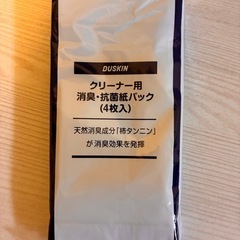 DUSKIN
クリーナー用
消臭・抗菌紙パック
(4枚入)
天然消臭成分「柿タンニン」
が消臭効果を発揮